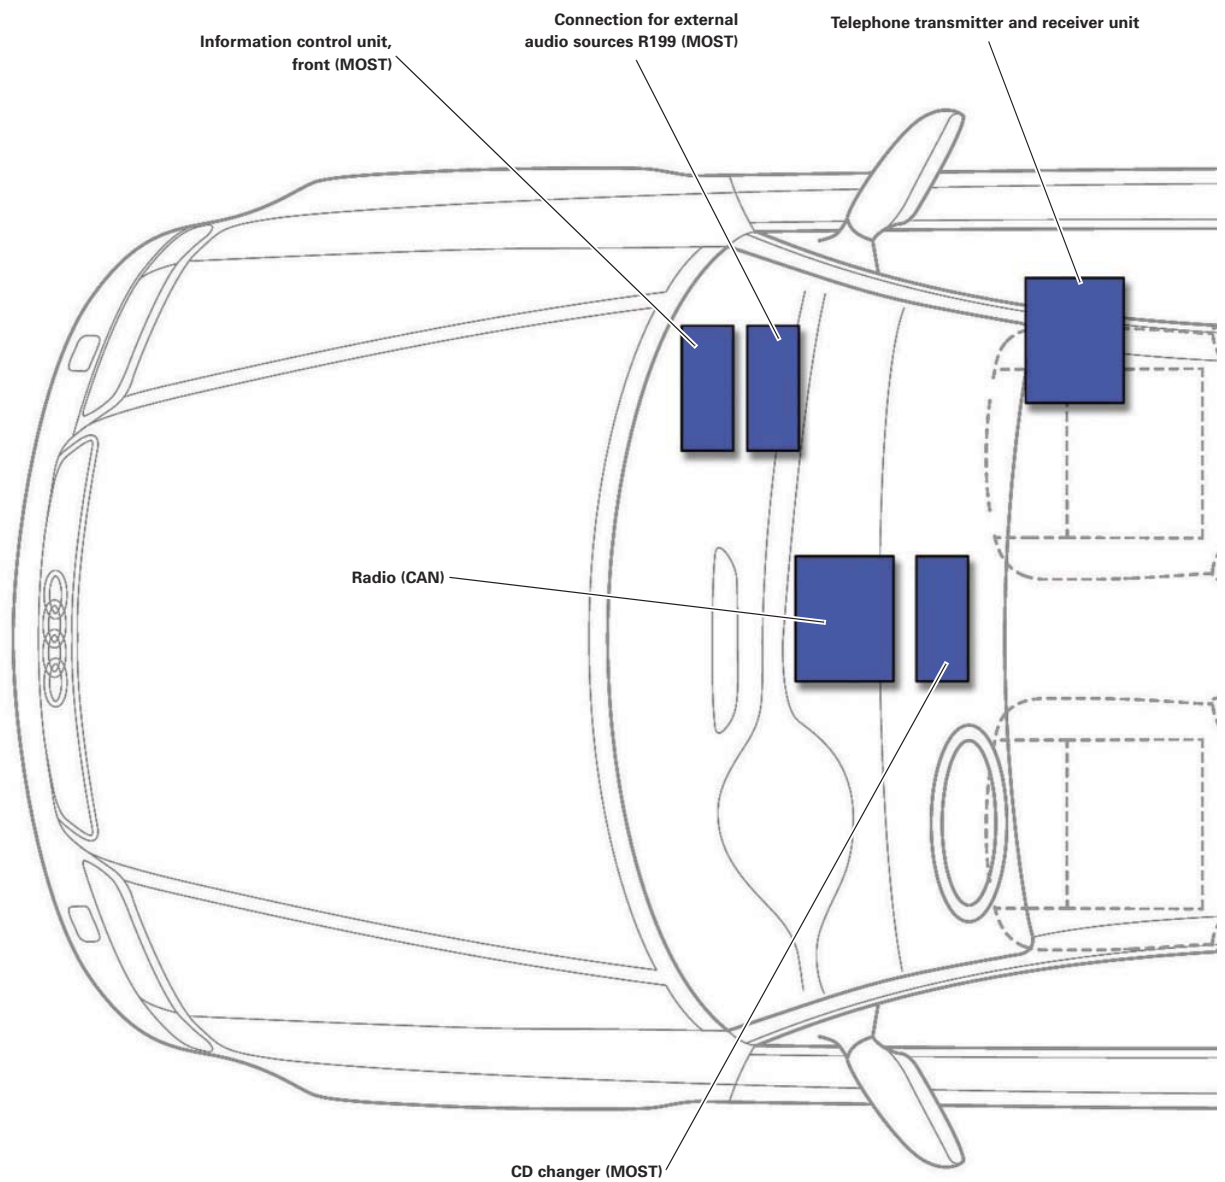 Information control unit,
front (MOST)
Connection for external
audio sources R199 (MOST)
Telephone transmitter and receiver unit
Radio (CAN)
CD changer (MOST)